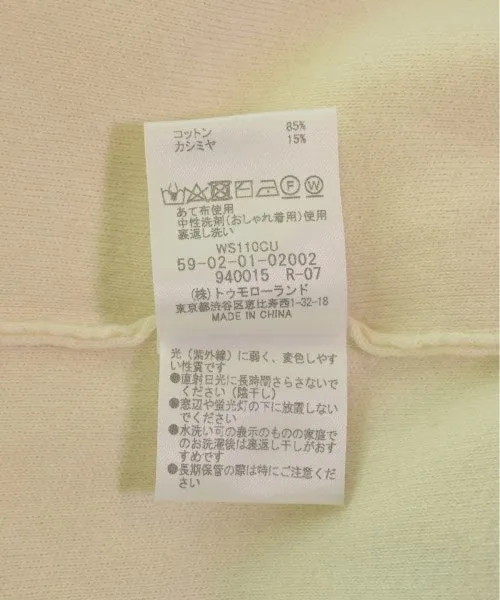 コットン 85%
カシミヤ 15%
F W
あて布使用
中性洗剤(おしゃれ着用)使用
裏返し洗い
WS110CU
59-02-01-02002
940015 R-07
(株)トゥモローランド
東京都渋谷区恵比寿西1-32-18
MADE IN CHINA
光(紫外線)に弱く、変色しやす
い性質です
●直射日光に長時間さらさないで
ください(陰干し)
●窓辺や蛍光灯の下に放置しない
でください
●水洗い可の表示のものの家庭で
のお洗濯後は裏返し干しがおす
すめです
●長期保管の際は特にご注意くだ
さい